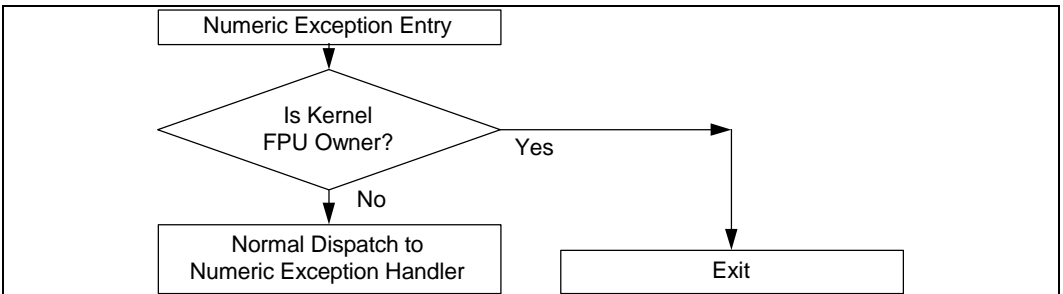 Numeric Exception Entry
Is Kernel
FPU Owner?
Yes
No
Normal Dispatch to
Numeric Exception Handler
Exit